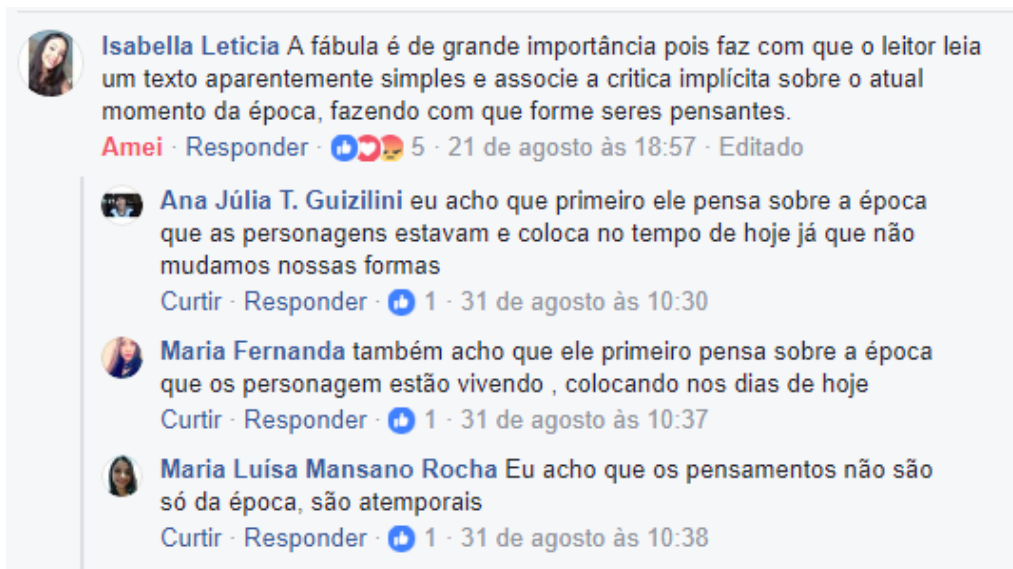 Isabella Leticia A fábula é de grande importância pois faz com que o leitor leia
um texto aparentemente simples e associe a critica implícita sobre o atual
momento da época, fazendo com que forme seres pensantes.
Amei · Responder · 5 · 21 de agosto às 18:57 · Editado
Ana Júlia T. Guizilini eu acho que primeiro ele pensa sobre a época
que as personagens estavam e coloca no tempo de hoje já que não
mudamos nossas formas
Curtir · Responder · 1 · 31 de agosto às 10:30
Maria Fernanda também acho que ele primeiro pensa sobre a época
que os personagem estão vivendo , colocando nos dias de hoje
Curtir · Responder · 1 · 31 de agosto às 10:37
Maria Luísa Mansano Rocha Eu acho que os pensamentos não são
só da época, são atemporais
Curtir · Responder · 1 · 31 de agosto às 10:38